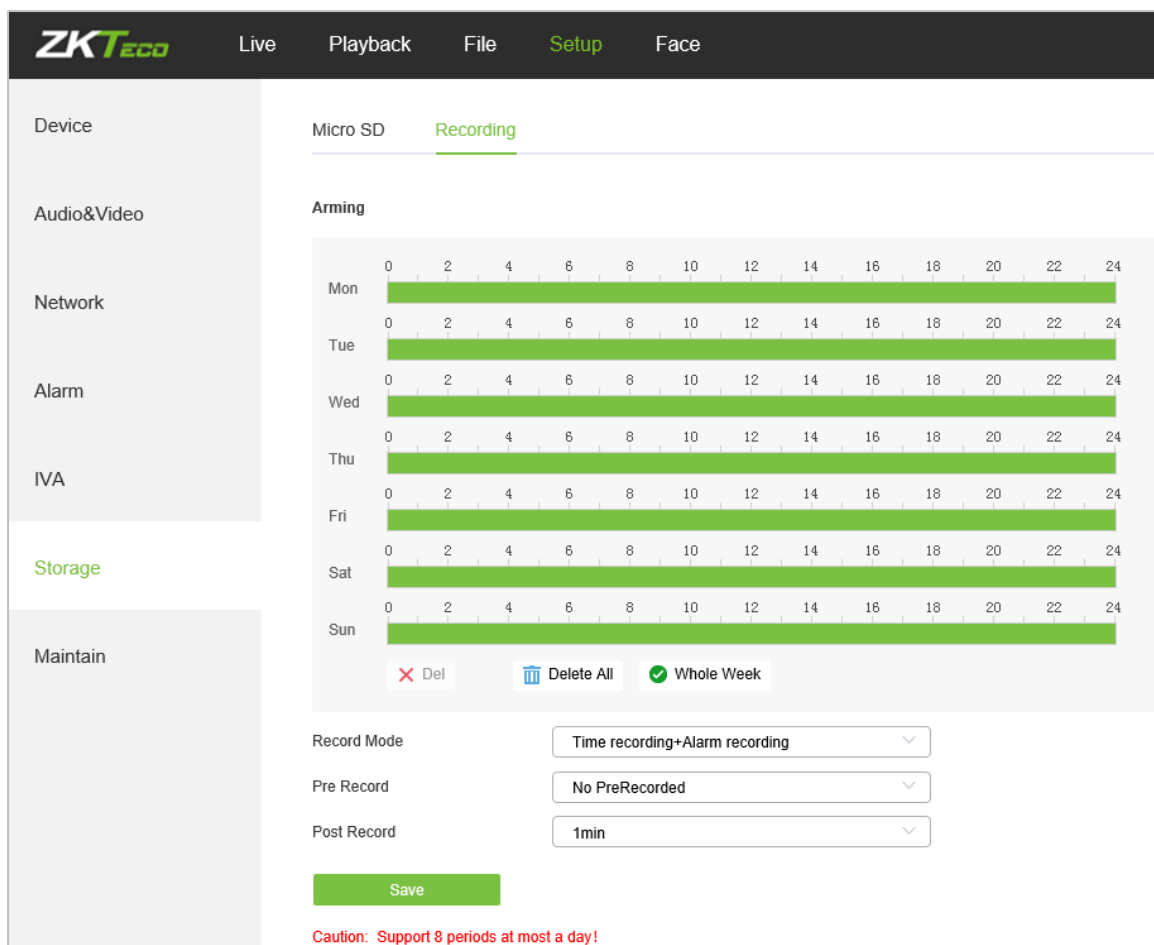 ZKTECO Live Playback File Setup Face
Device
Audio&Video
Network
Alarm
IVA
Storage
Maintain
Micro SD Recording
Arming
0 2 4 6 8 10 12 14 16 18 20 22 24
Mon
0 2 4 6 8 10 12 14 16 18 20 22 24
Tue
0 2 4 6 8 10 12 14 16 18 20 22 24
Wed
0 2 4 6 8 10 12 14 16 18 20 22 24
Thu
0 2 4 6 8 10 12 14 16 18 20 22 24
Fri
0 2 4 6 8 10 12 14 16 18 20 22 24
Sat
0 2 4 6 8 10 12 14 16 18 20 22 24
Sun
Del Delete All Whole Week
Record Mode Time recording+Alarm recording
Pre Record No PreRecorded
Post Record 1min
Save
Caution: Support 8 periods at most a day!